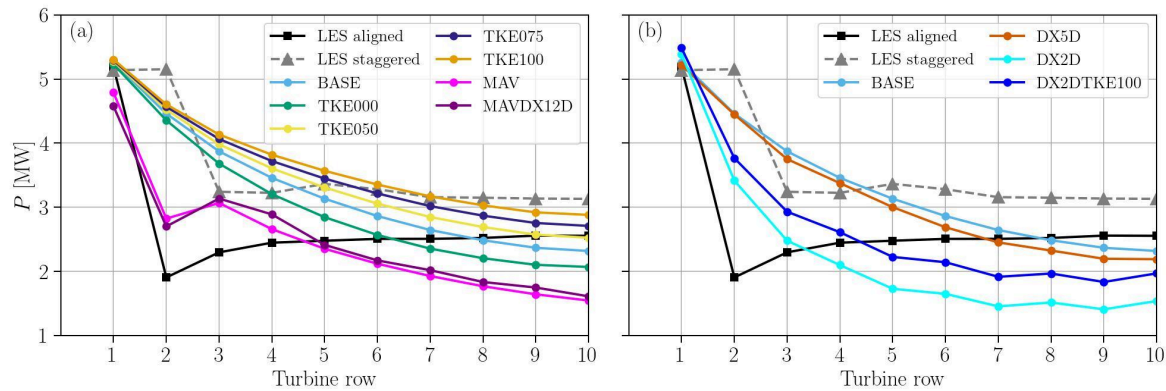 (a)
LES aligned
LES staggered
BASE
TKE000
TKE050
TKE075
TKE100
MAV
MAVDX12D
P [MW]
6
5
4
3
2
1
1 2 3 4 5 6 7 8 9 10
Turbine row
(b)
LES aligned
LES staggered
BASE
DX5D
DX2D
DX2DTKE100
1 2 3 4 5 6 7 8 9 10
Turbine row